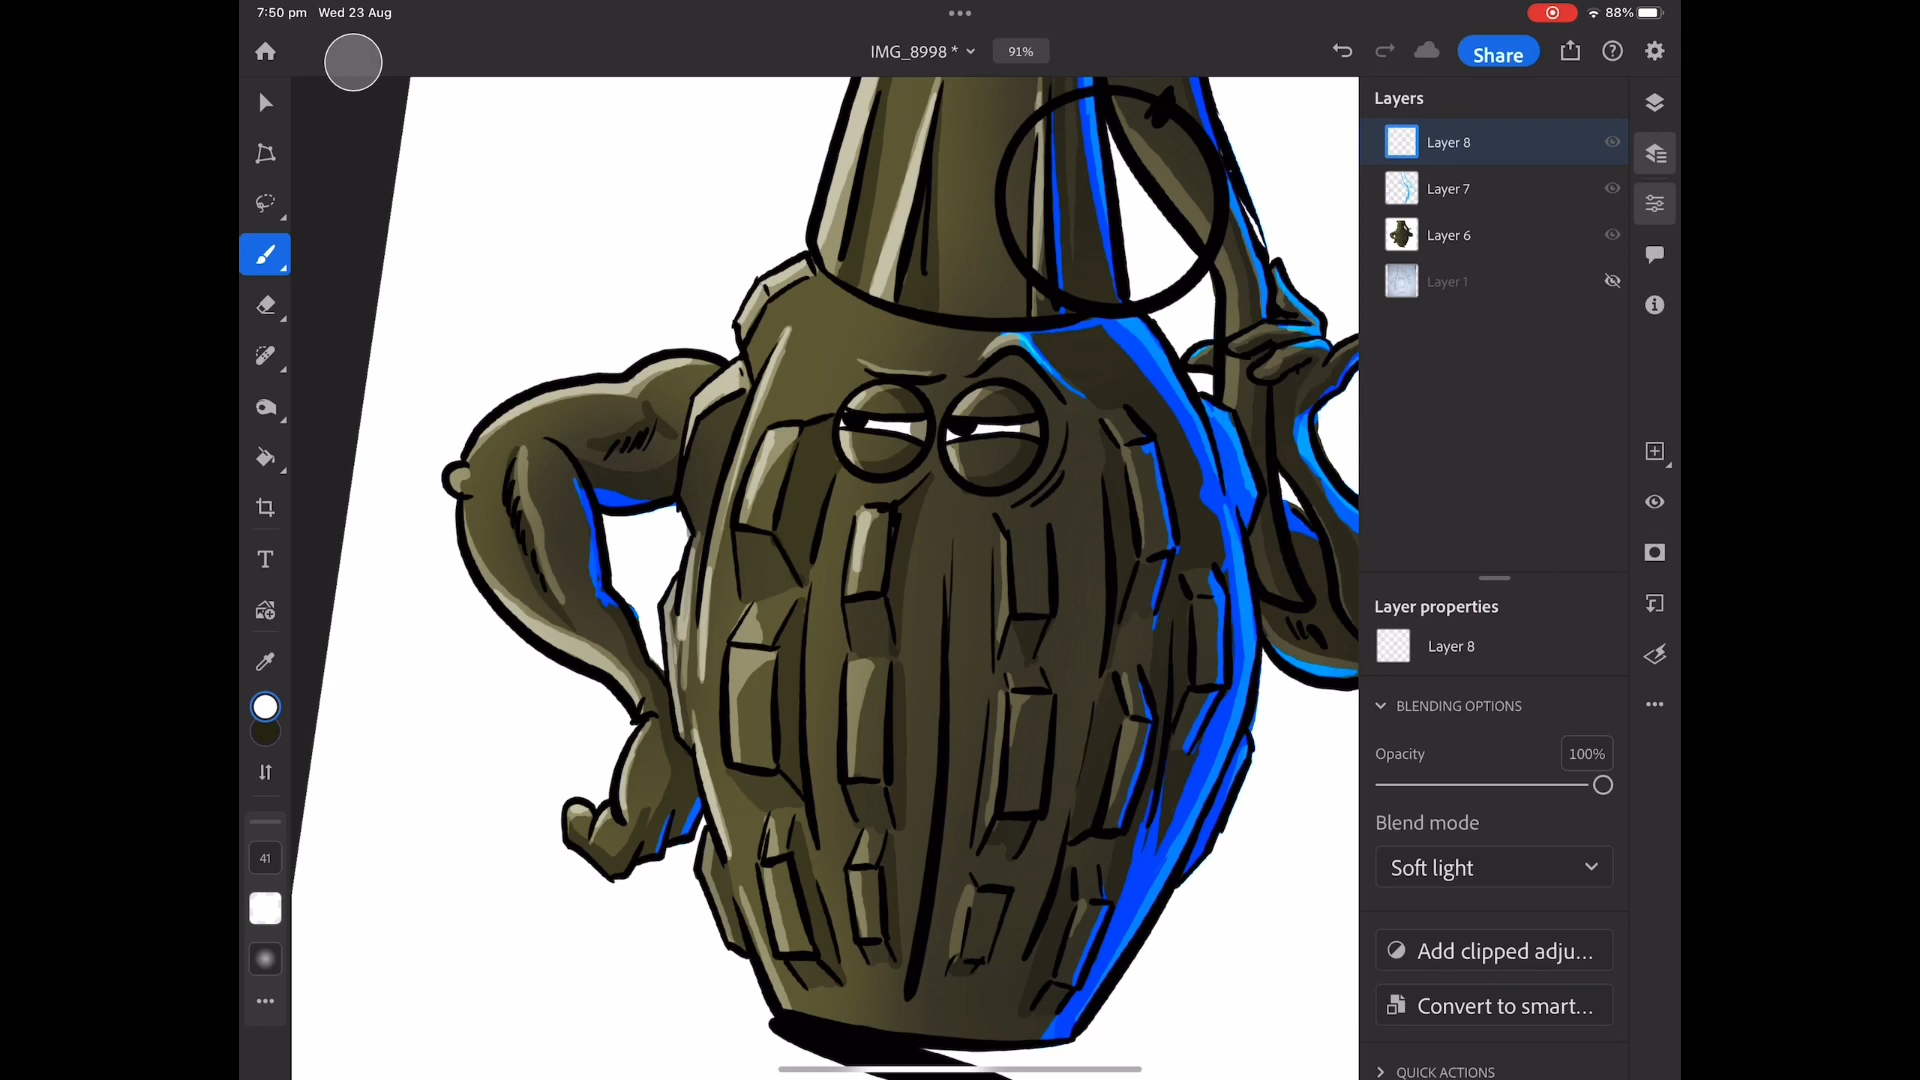 7:50 pm Wed 23 Aug
88%
IMG_8998 *
91%
Share
Layers
Layer 8
Layer 7
Layer 6
Layer 1
Layer properties
Layer 8
BLENDING OPTIONS
Opacity
100%
Blend mode
Soft light
Add clipped adju...
Convert to smart...
QUICK ACTIONS
T
41